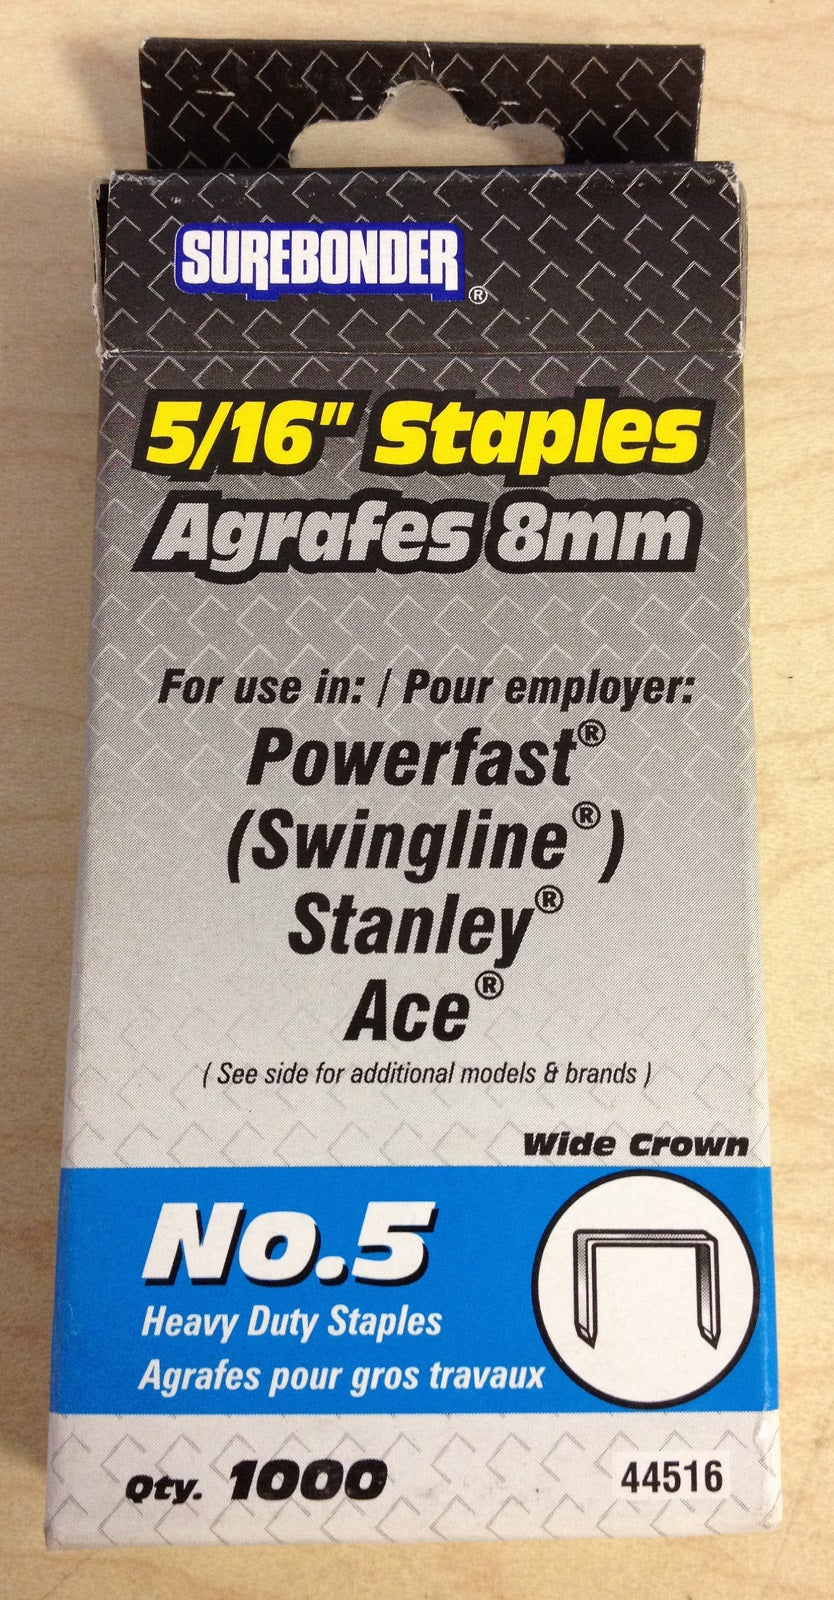 SUREBONDER®
5/16" Staples
Agrafes 8mm
For use in: / Pour employer:
Powerfast®
(Swingline®)
Stanley®
Ace®
( See side for additional models & brands )
Wide Crown
No.5
Heavy Duty Staples
Agrafes pour gros travaux
Qty. 1000
44516